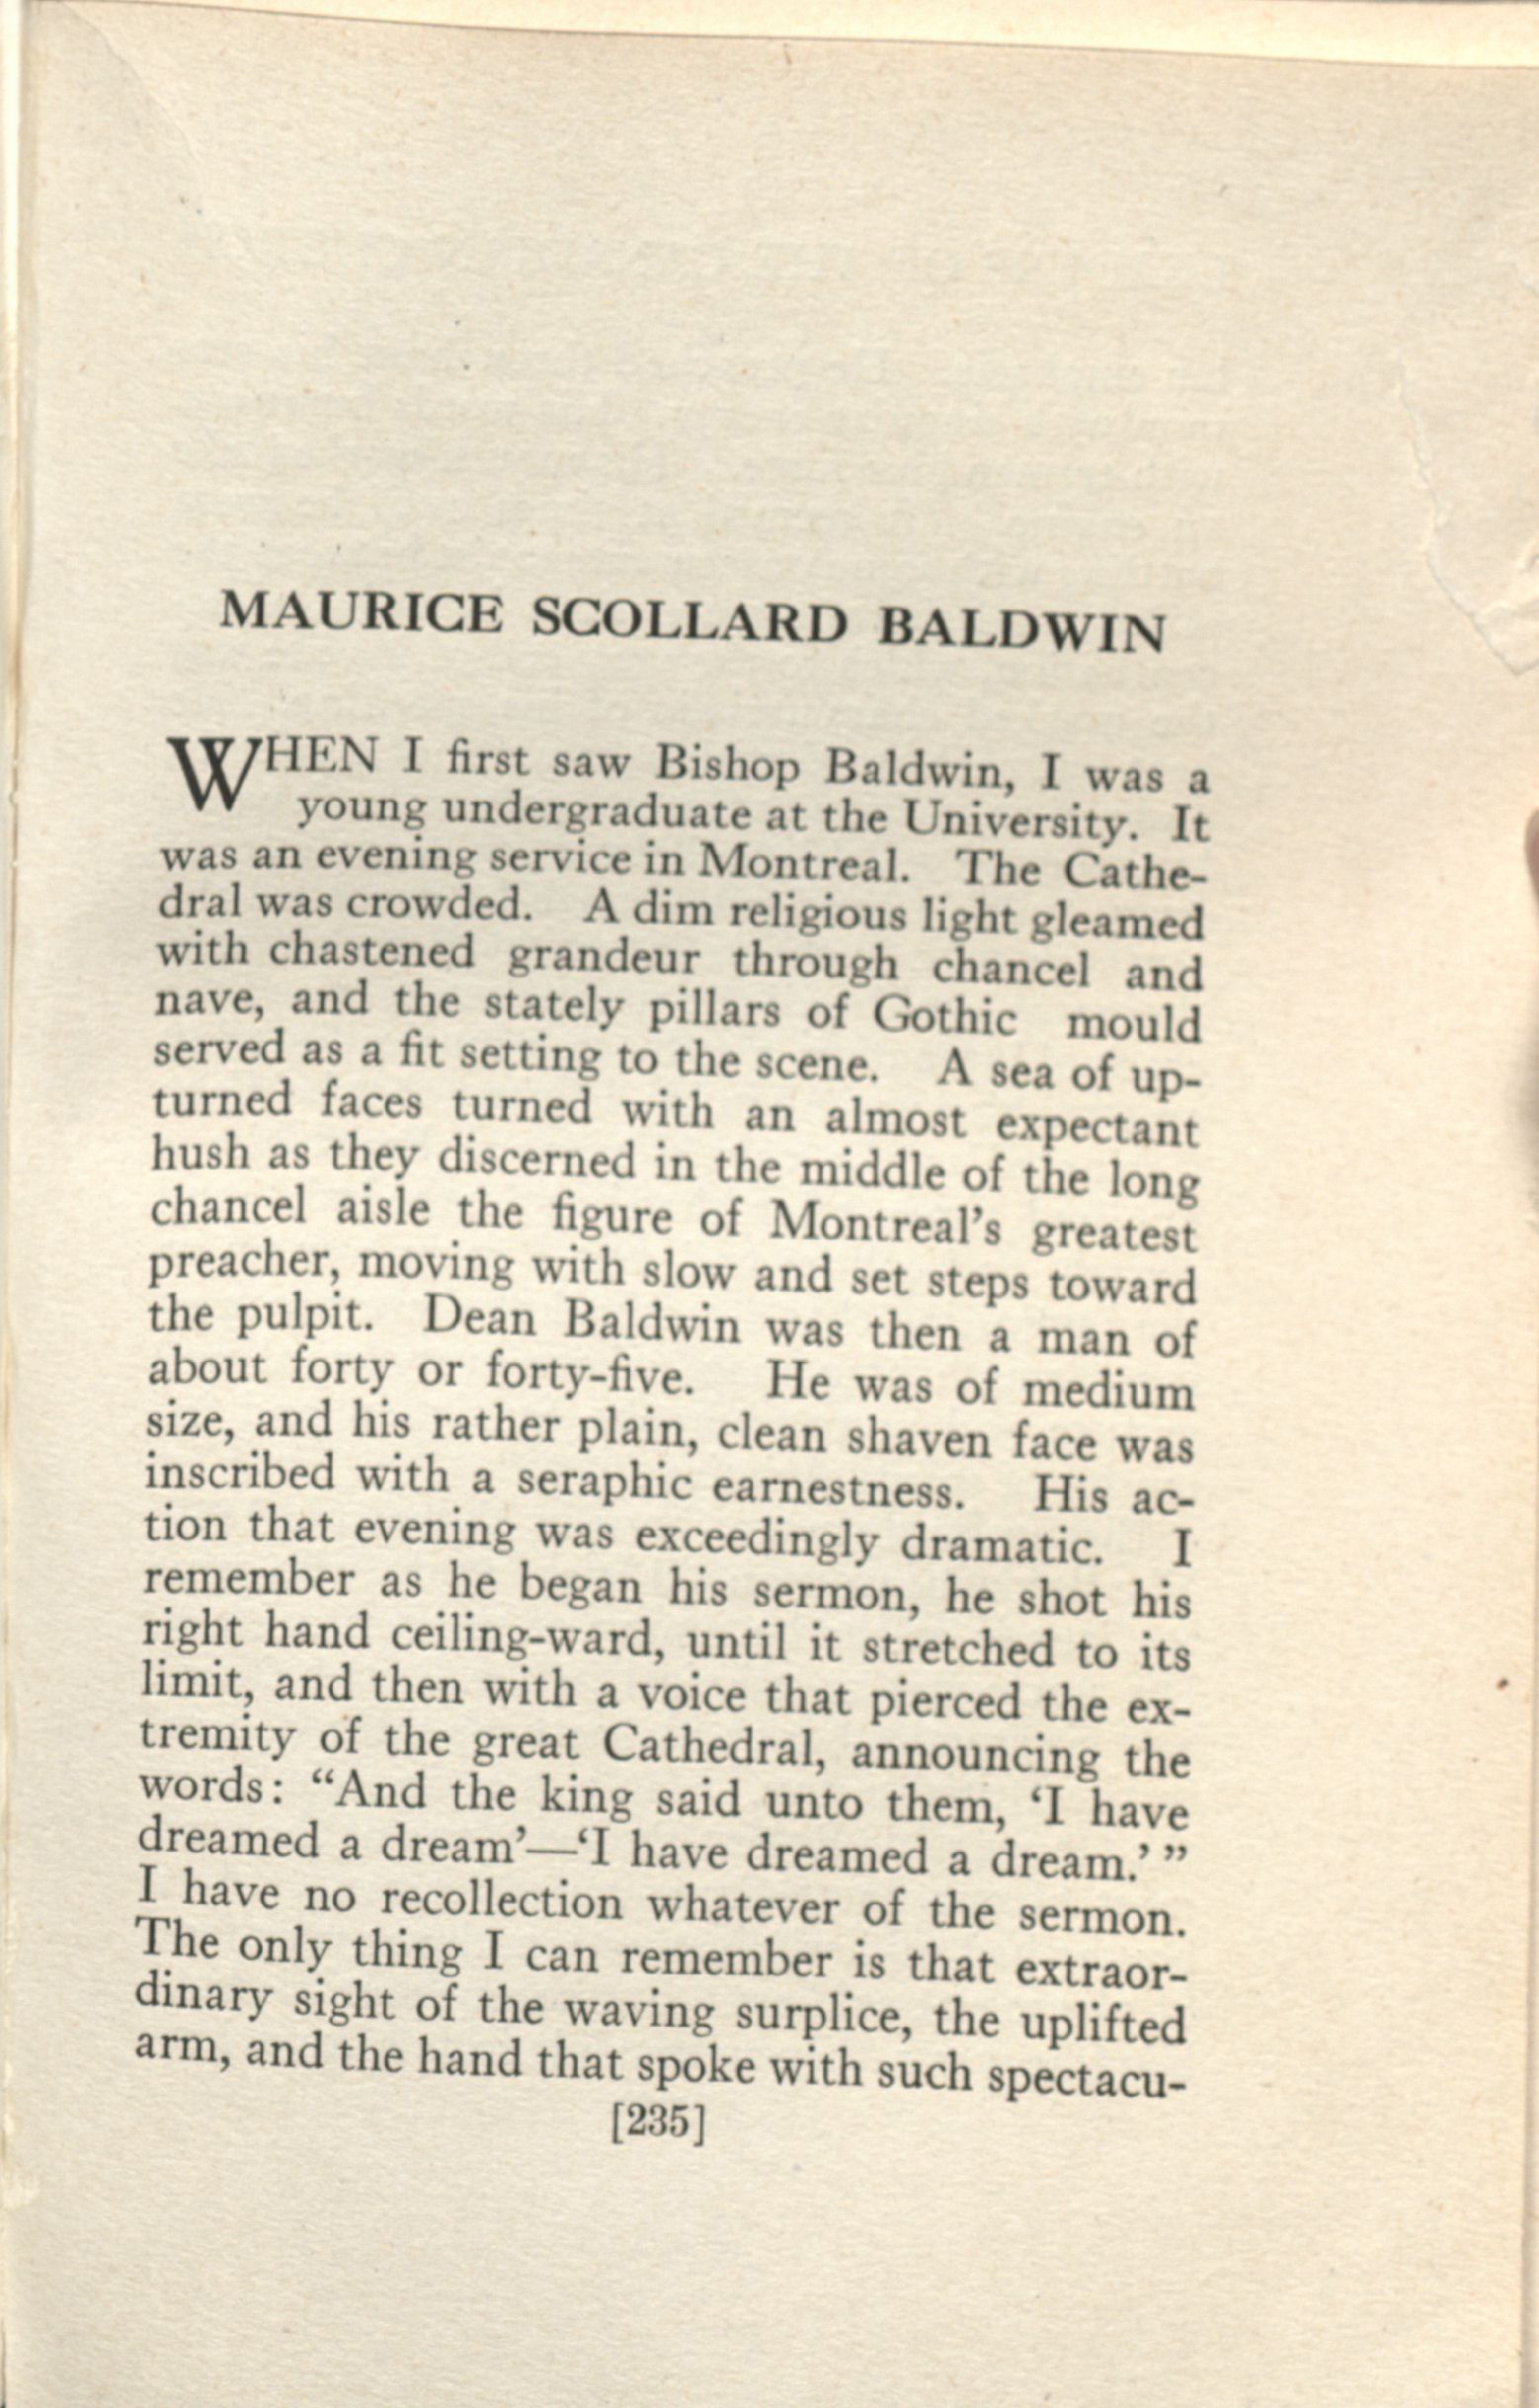 MAURICE SCOLLARD BALDWIN
WHEN I first saw Bishop Baldwin, I was a
young undergraduate at the University. It
was an evening service in Montreal. The Cathe-
dral was crowded. A dim religious light gleamed
with chastened grandeur through chancel and
nave, and the stately pillars of Gothic mould
served as a fit setting to the scene. A sea of up-
turned faces turned with an almost expectant
hush as they discerned in the middle of the long
chancel aisle the figure of Montreal's greatest
preacher, moving with slow and set steps toward
the pulpit. Dean Baldwin was then a man of
about forty or forty-five. He was of medium
size, and his rather plain, clean shaven face was
inscribed with a seraphic earnestness. His ac-
tion that evening was exceedingly dramatic. I
remember as he began his sermon, he shot his
right hand ceiling-ward, until it stretched to its
limit, and then with a voice that pierced the ex-
tremity of the great Cathedral, announcing the
words: “And the king said unto them, ‘I have
dreamed a dream’—‘I have dreamed a dream.’ ”
I have no recollection whatever of the sermon.
The only thing I can remember is that extraor-
dinary sight of the waving surplice, the uplifted
arm, and the hand that spoke with such spectacu-
[235]